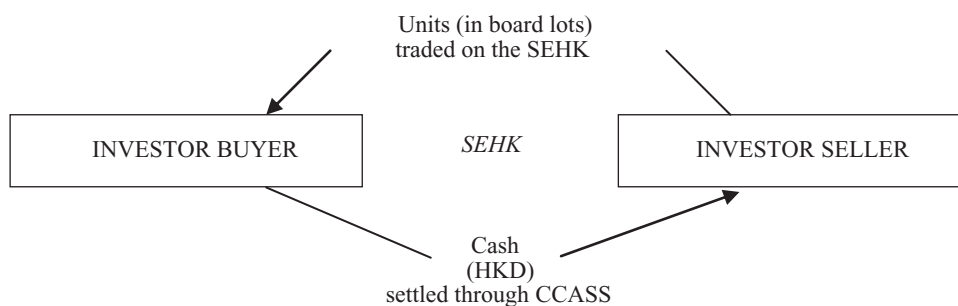 Units (in board lots)
traded on the SEHK
INVESTOR BUYER
SEHK
INVESTOR SELLER
Cash
(HKD)
settled through CCASS